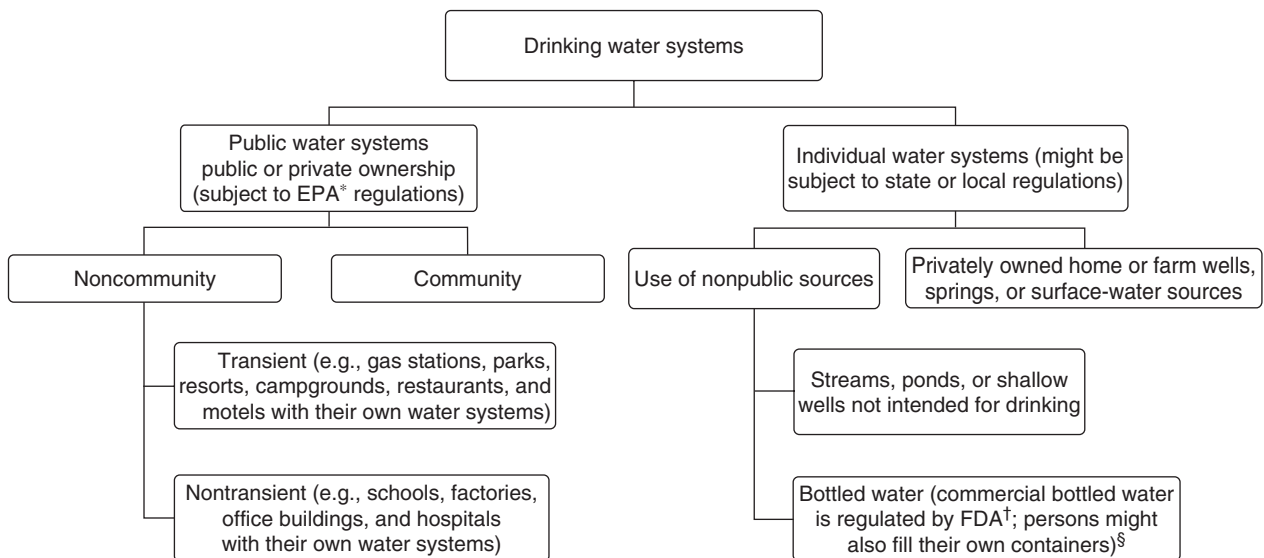 Drinking water systems
Public water systems
public or private ownership
(subject to EPA* regulations)
Individual water systems (might be
subject to state or local regulations)
Noncommunity
Community
Use of nonpublic sources
Privately owned home or farm wells,
springs, or surface-water sources
Transient (e.g., gas stations, parks,
resorts, campgrounds, restaurants, and
motels with their own water systems)
Streams, ponds, or shallow
wells not intended for drinking
Nontransient (e.g., schools, factories,
office buildings, and hospitals
with their own water systems)
Bottled water (commercial bottled water
is regulated by FDA†; persons might
also fill their own containers)§